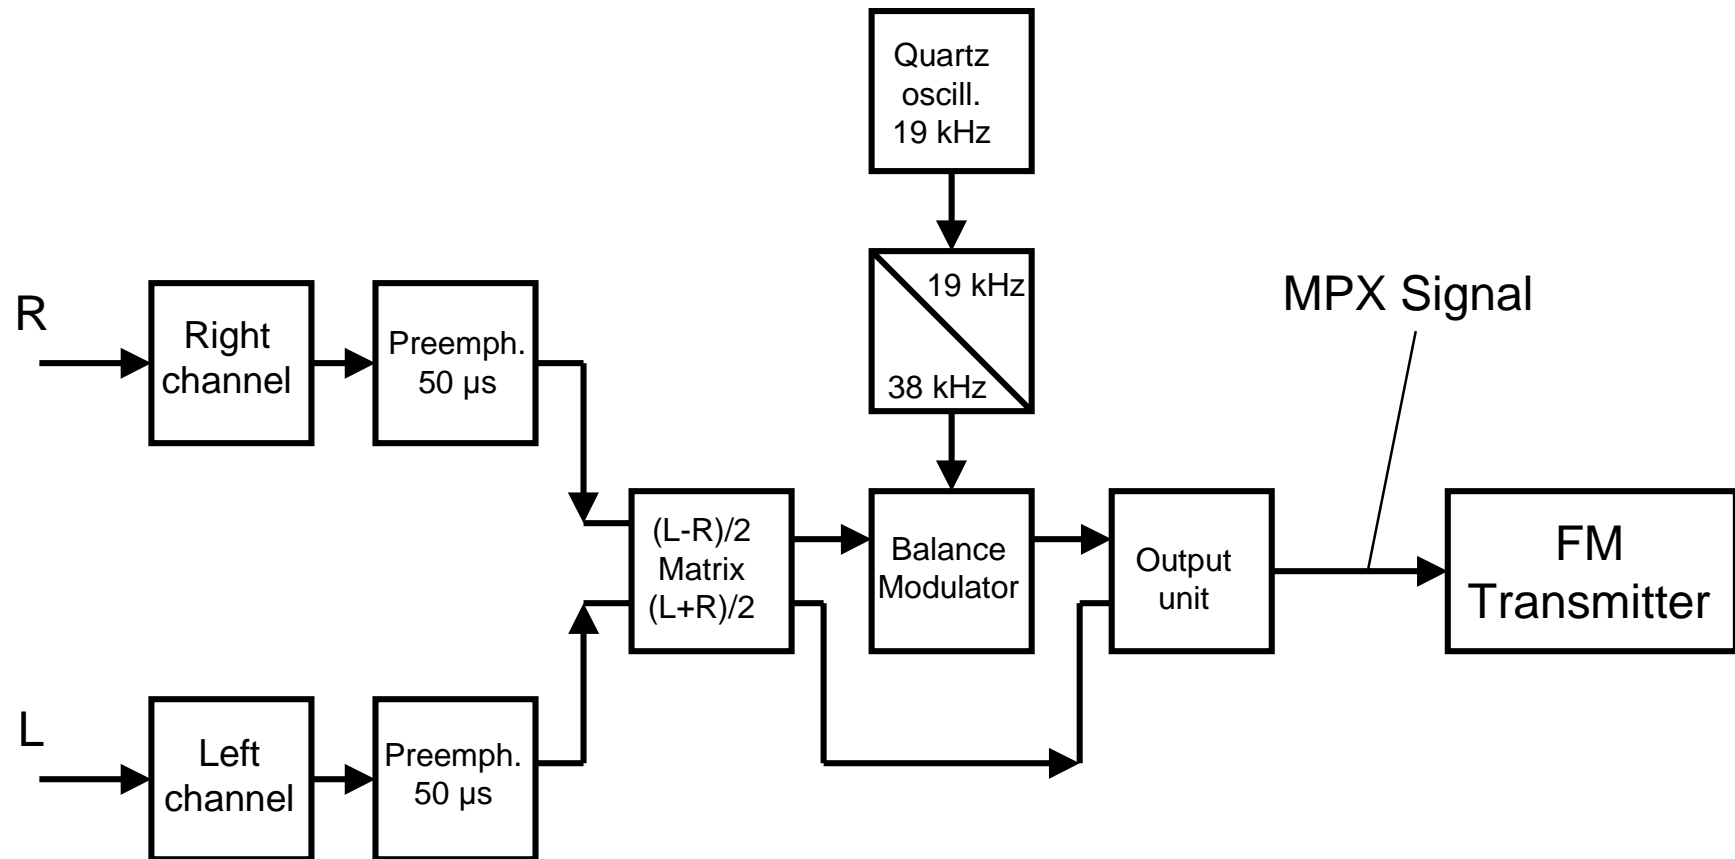 Quartz
oscill.
19 kHz
19 kHz
38 kHz
MPX Signal
R
Right
channel
Preemph.
50 µs
(L-R)/2
Matrix
(L+R)/2
Balance
Modulator
Output
unit
FM
Transmitter
L
Left
channel
Preemph.
50 µs